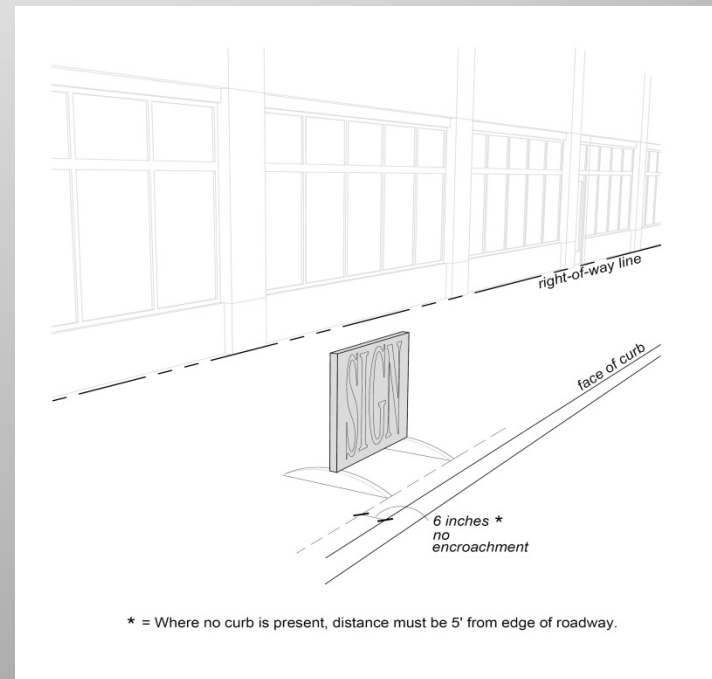 right-of-way line
face of curb
SIGN
6 inches *
no
encroachment
* = Where no curb is present, distance must be 5' from edge of roadway.